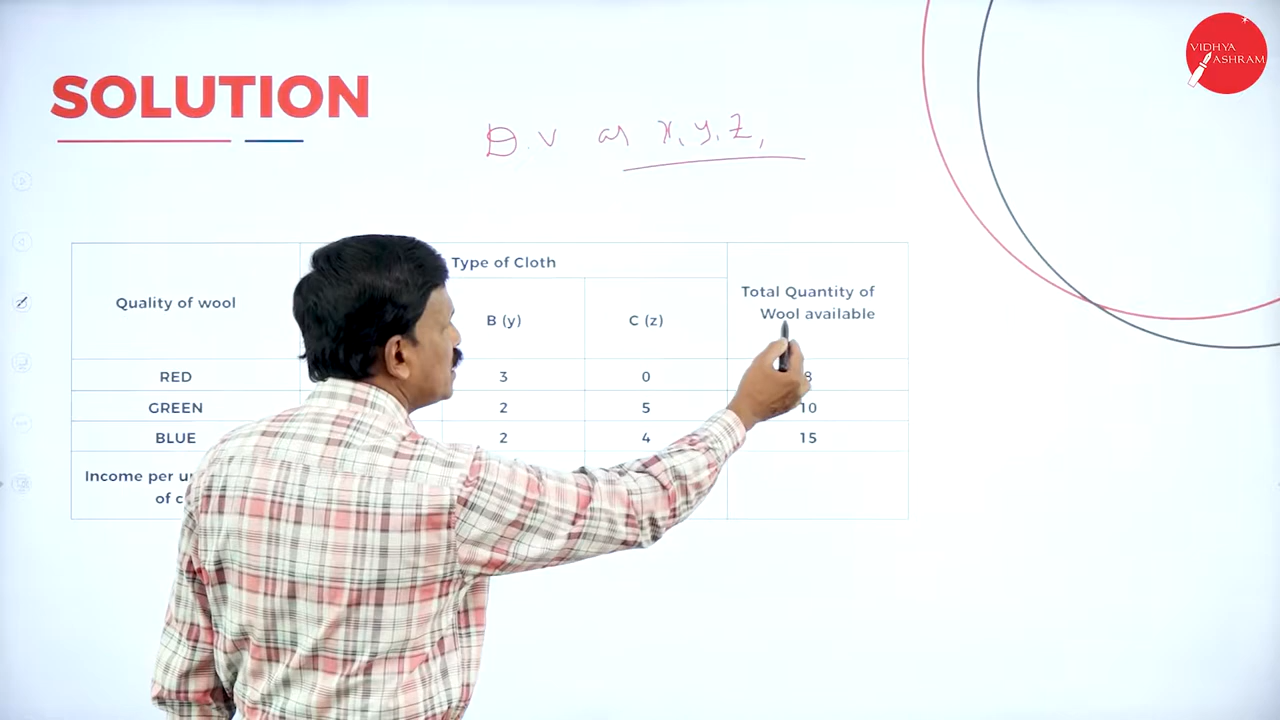 VIDHYA
ASHRAM
SOLUTION
D.V as x, y, z,
Type of Cloth
Quality of wool
B (y)
C (z)
Total Quantity of
Wool available
RED 3 0 8
GREEN 2 5 10
BLUE 2 4 15
Income per
of